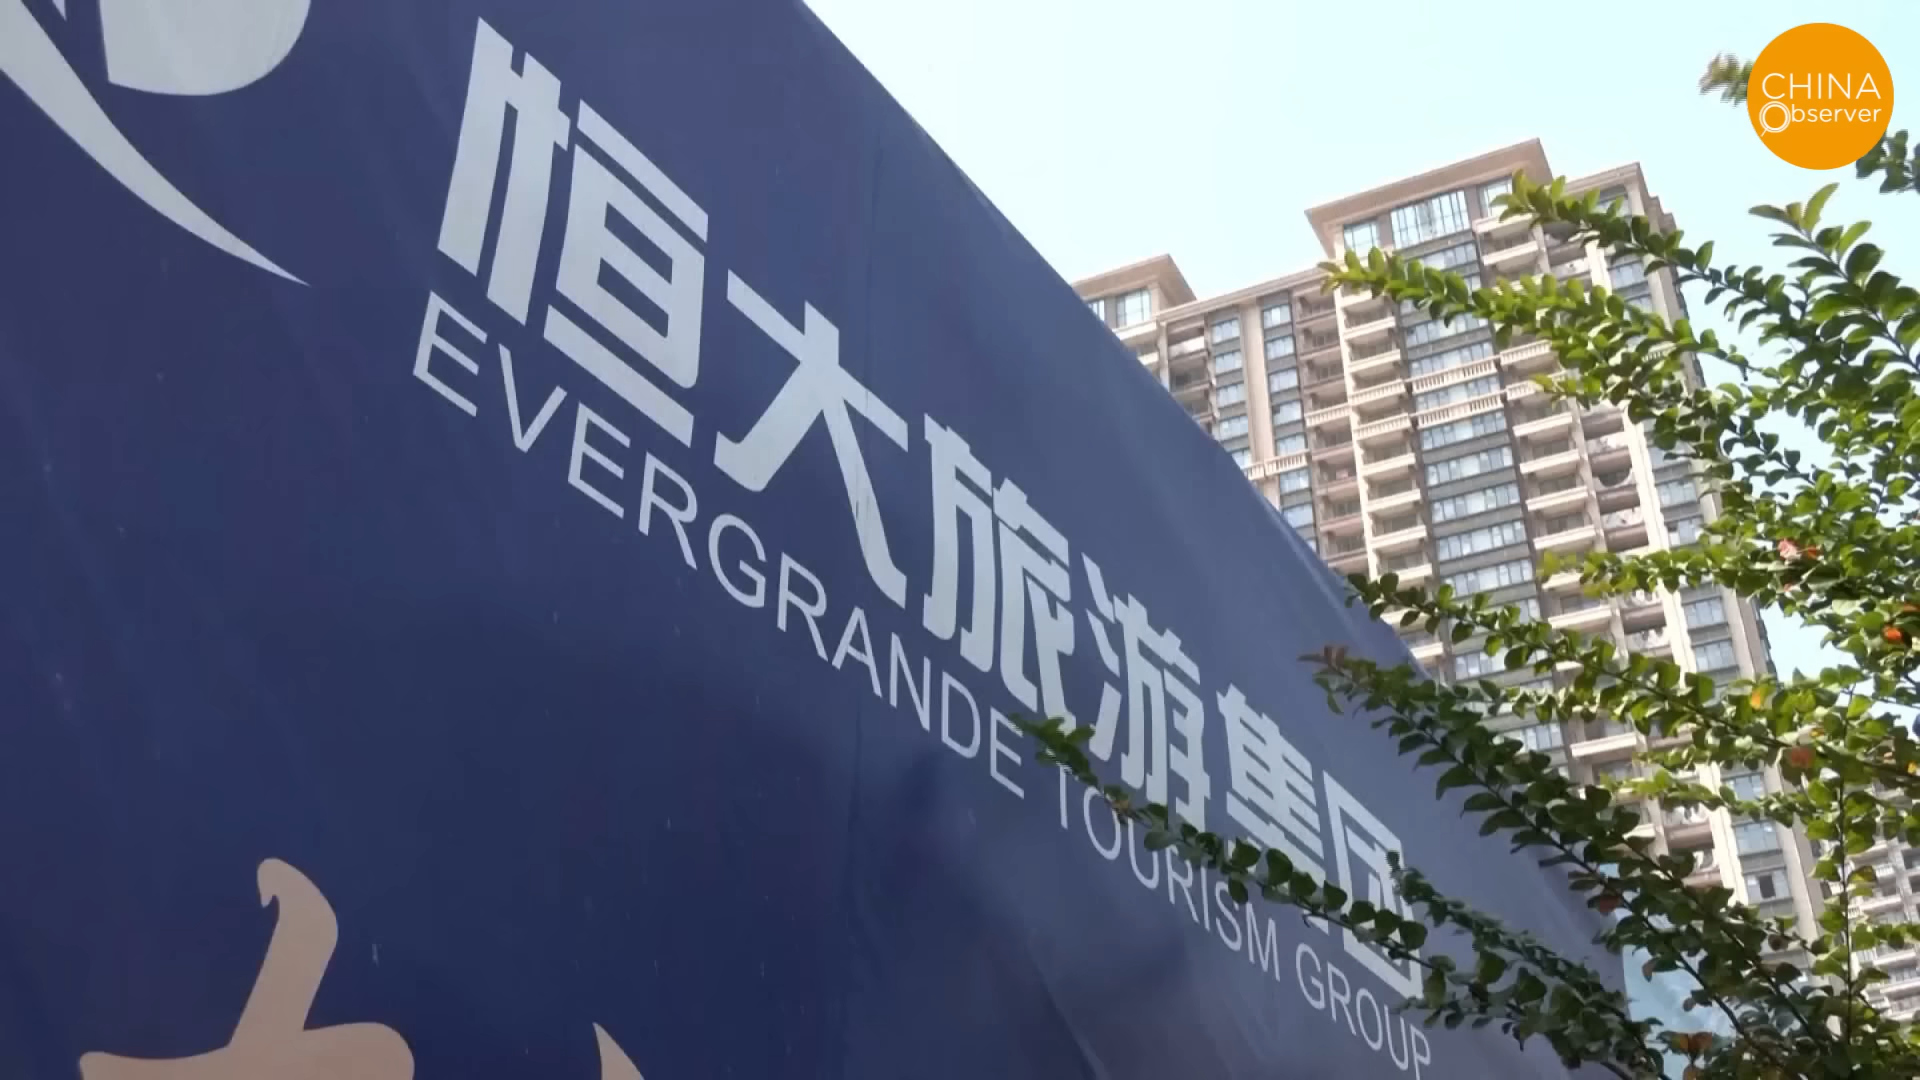 恒大旅游集团
EVERGRANDE TOURISM GROUP
CHINA
Observer